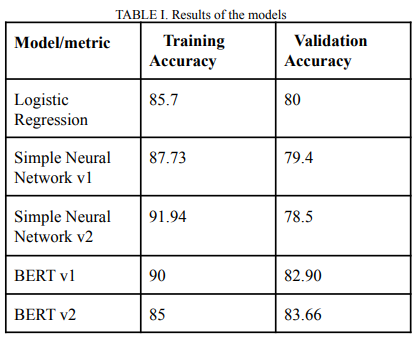 TABLE I. Results of the models
Model/metric Training Accuracy Validation Accuracy
Logistic Regression 85.7 80
Simple Neural Network v1 87.73 79.4
Simple Neural Network v2 91.94 78.5
BERT v1 90 82.90
BERT v2 85 83.66